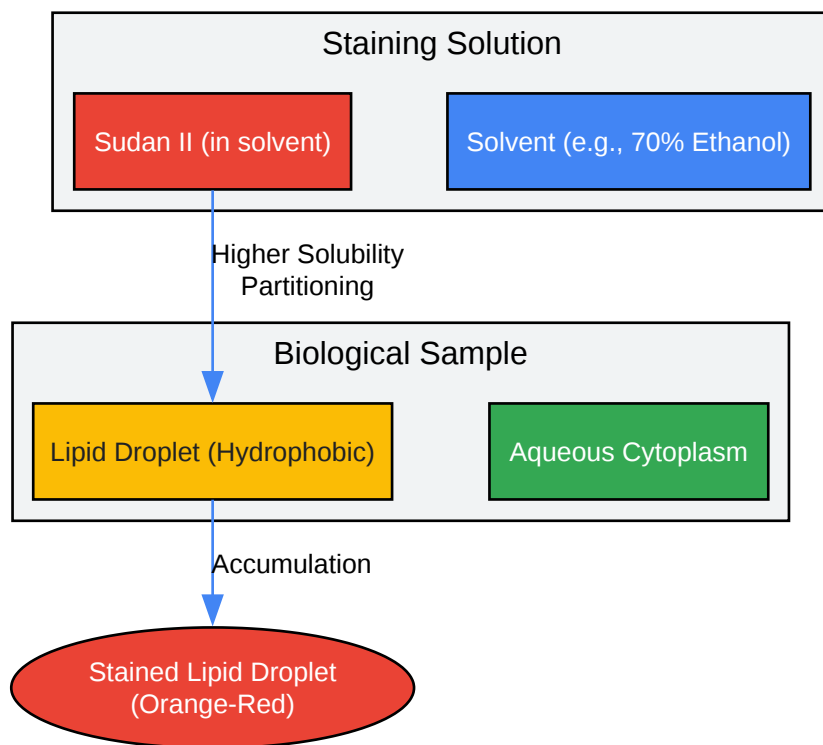 Staining Solution
Sudan II (in solvent)
Solvent (e.g., 70% Ethanol)
Higher Solubility
Partitioning
Biological Sample
Lipid Droplet (Hydrophobic)
Aqueous Cytoplasm
Accumulation
Stained Lipid Droplet
(Orange-Red)